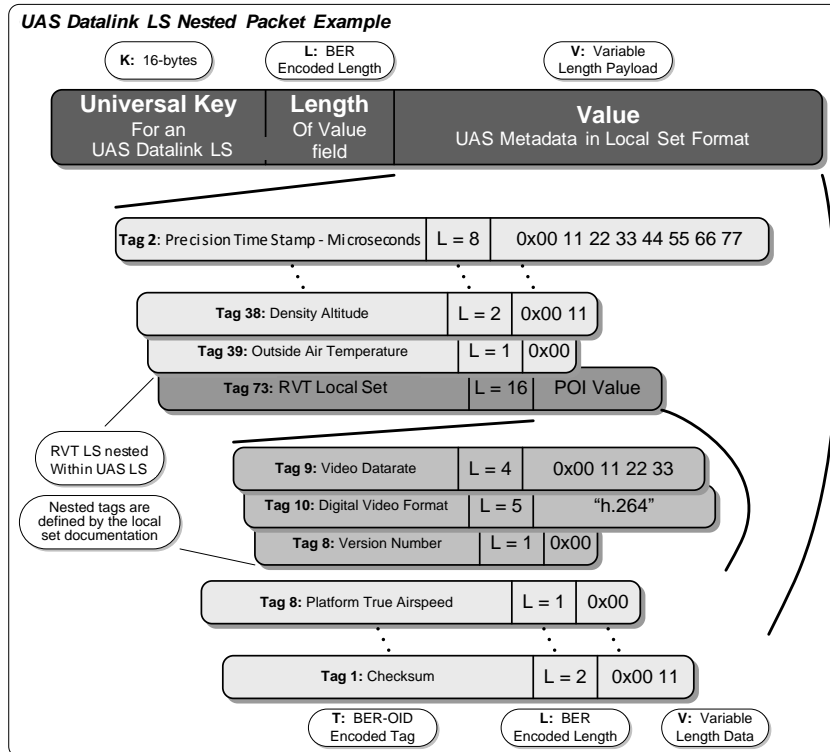 UAS Datalink LS Nested Packet Example
K: 16-bytes
L: BER
Encoded Length
V: Variable
Length Payload
Universal Key
For an
UAS Datalink LS
Length
Of Value
field
Value
UAS Metadata in Local Set Format
Tag 2: Precision Time Stamp - Microseconds L = 8 0x00 11 22 33 44 55 66 77
Tag 38: Density Altitude L = 2 0x00 11
Tag 39: Outside Air Temperature L = 1 0x00
Tag 73: RVT Local Set L = 16 POI Value
RVT LS nested
Within UAS LS
Tag 9: Video Datarate L = 4 0x00 11 22 33
Tag 10: Digital Video Format L = 5 “h.264”
Tag 8: Version Number L = 1 0x00
Nested tags are
defined by the local
set documentation
Tag 8: Platform True Airspeed L = 1 0x00
Tag 1: Checksum L = 2 0x00 11
T: BER-OID
Encoded Tag
L: BER
Encoded Length
V: Variable
Length Data